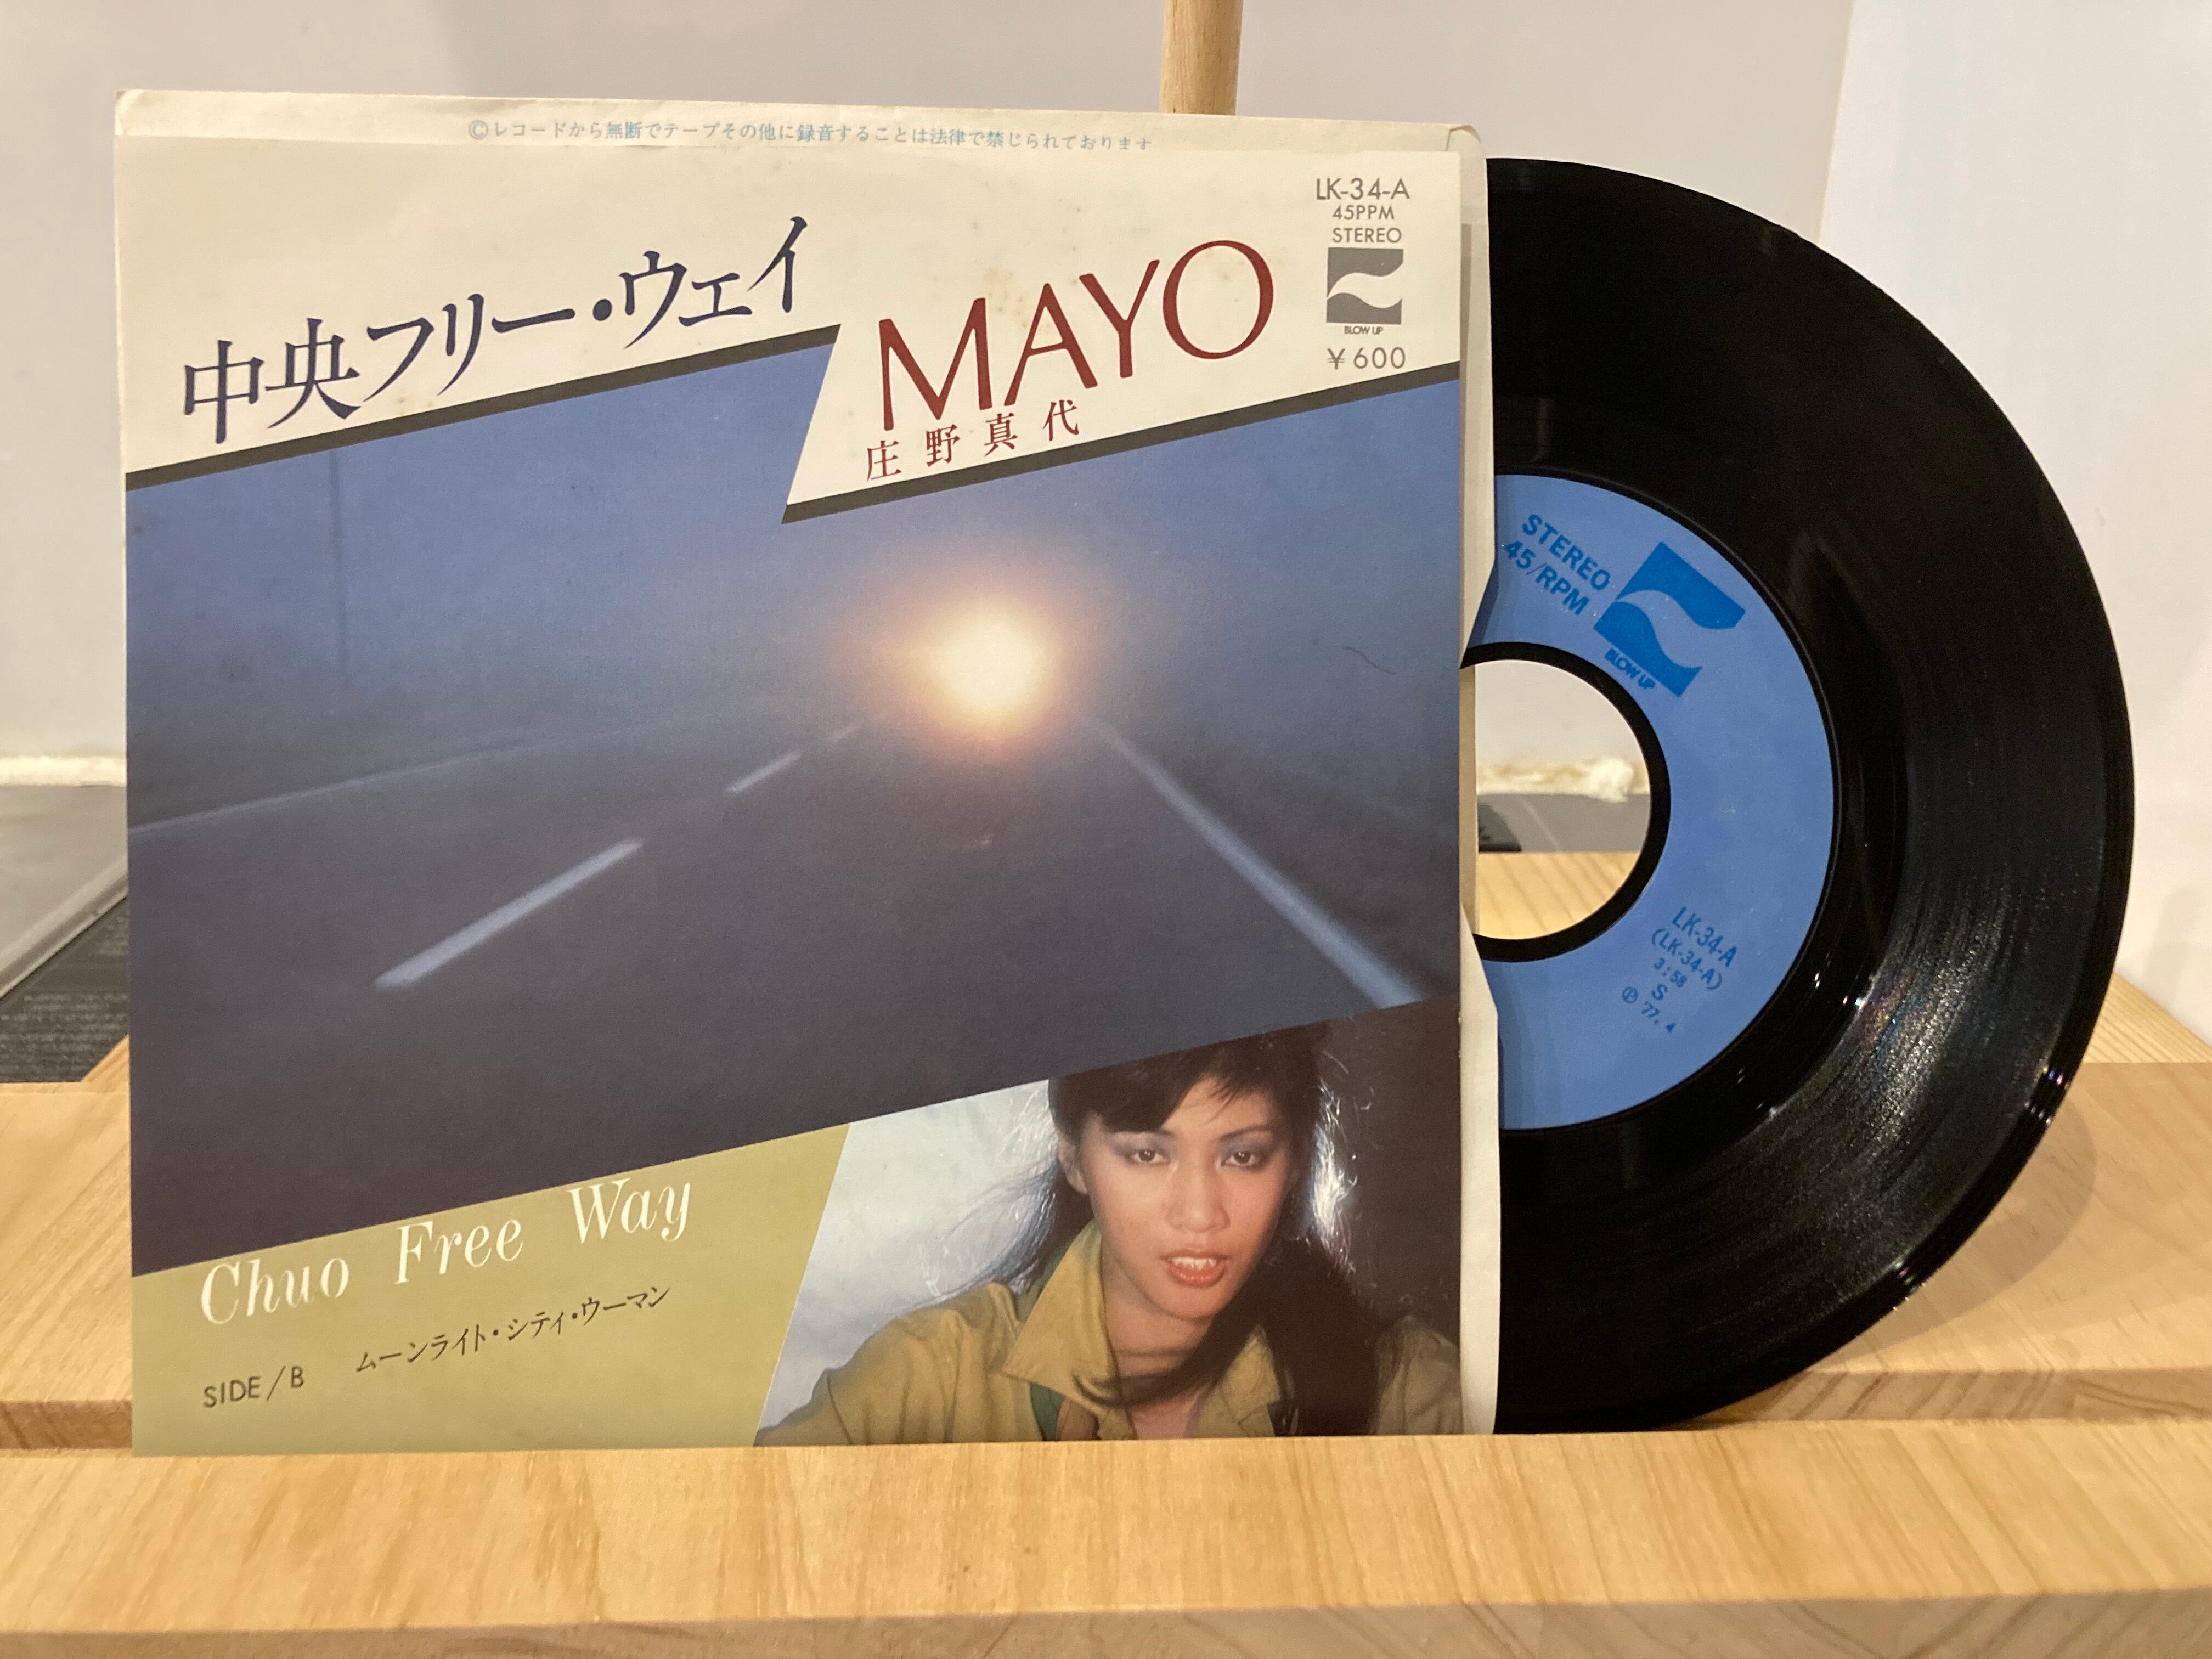 ©レコードから無断でテープその他に録音することは法律で禁じられております
LK-34-A
45PPM
STEREO
BLOW UP
¥600
中央フリー・ウェイ
MAYO
庄野真代
Chuo Free Way
SIDE/B ムーンライト・シティ・ウーマン
STEREO
45/RPM
BLOW UP
LK-34-A
(LK-34-A)
3:58
S
Ⓟ '77.4